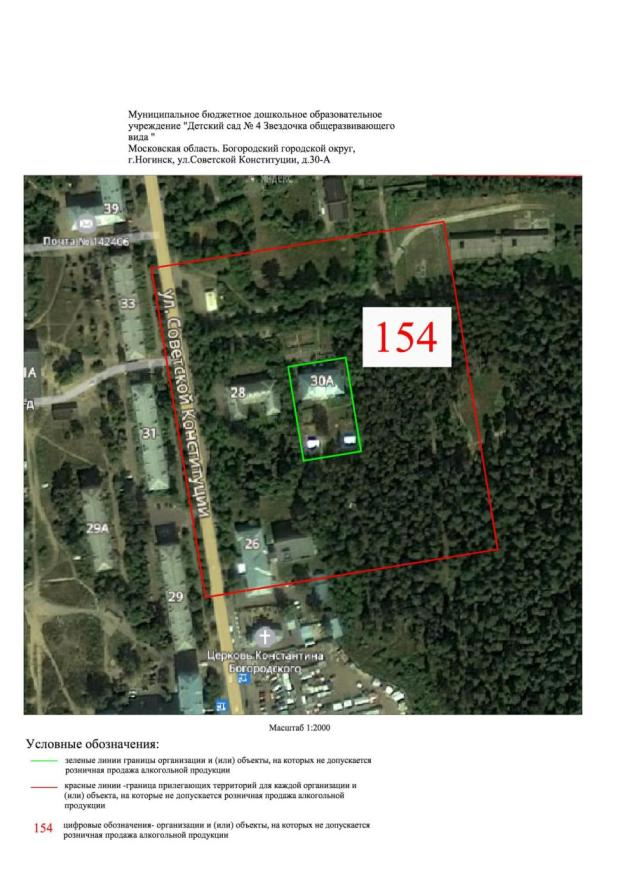 Муниципальное бюджетное дошкольное образовательное
учреждение "Детский сад № 4 Звездочка общеразвивающего
вида "
Московская область. Богородский городской округ,
г.Ногинск, ул.Советской Конституции, д.30-А
39
Почта № 142406
33
154
1А
30А
28
31
ул. Советской Конституции
29А
26
29
Церковь Константина
Богородского
Масштаб 1:2000
Условные обозначения:
зеленые линии границы организации и (или) объекты, на которых не допускается
розничная продажа алкогольной продукции
красные линии -граница прилегающих территорий для каждой организации и
(или) объекта, на которые не допускается розничная продажа алкогольной
продукции
154 цифровые обозначения- организации и (или) объекты, на которых не допускается
розничная продажа алкогольной продукции